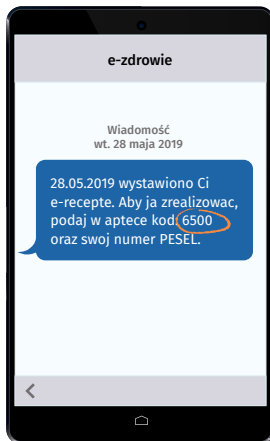 e-zdrowie
Wiadomość
wt. 28 maja 2019
28.05.2019 wystawiono Ci
e-recepte. Aby ja zrealizowac,
podaj w aptece kod: 6500
oraz swoj numer PESEL.